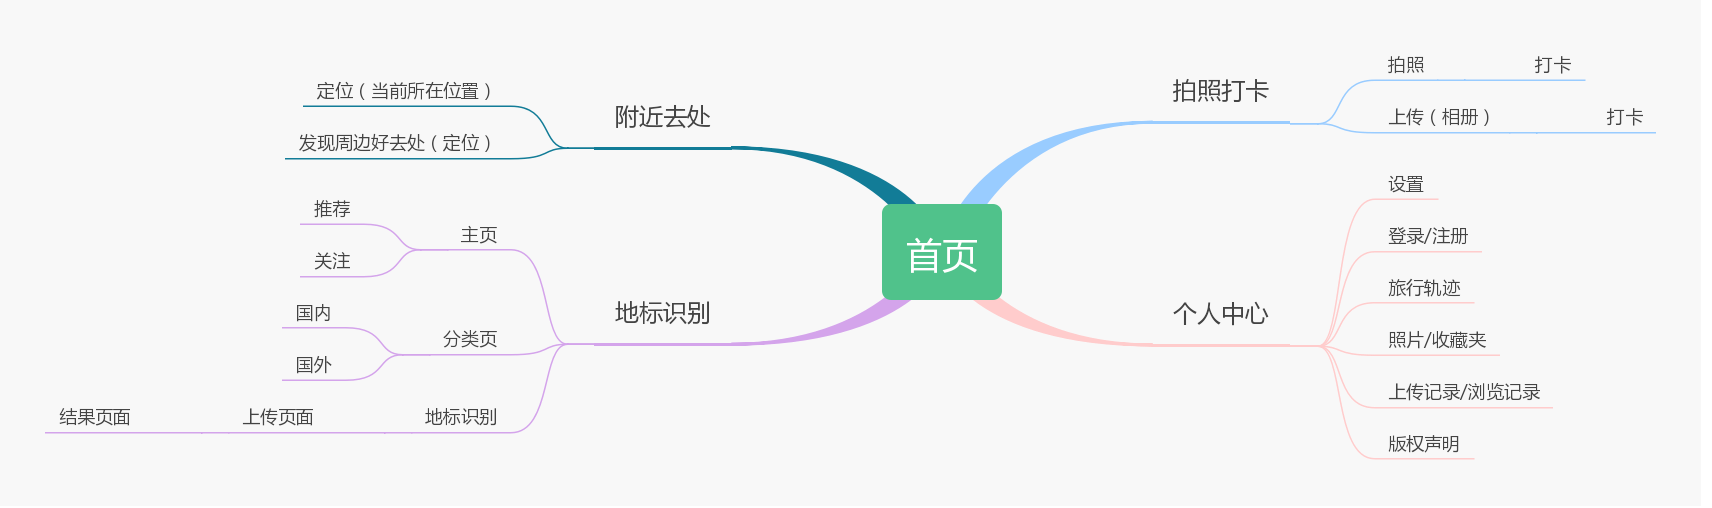 首页
拍照打卡
拍照
打卡
上传（相册）
打卡
个人中心
设置
登录/注册
旅行轨迹
照片/收藏夹
上传记录/浏览记录
版权声明
附近去处
定位（当前所在位置）
发现周边好去处（定位）
地标识别
主页
推荐
关注
分类页
国内
国外
地标识别
上传页面
结果页面